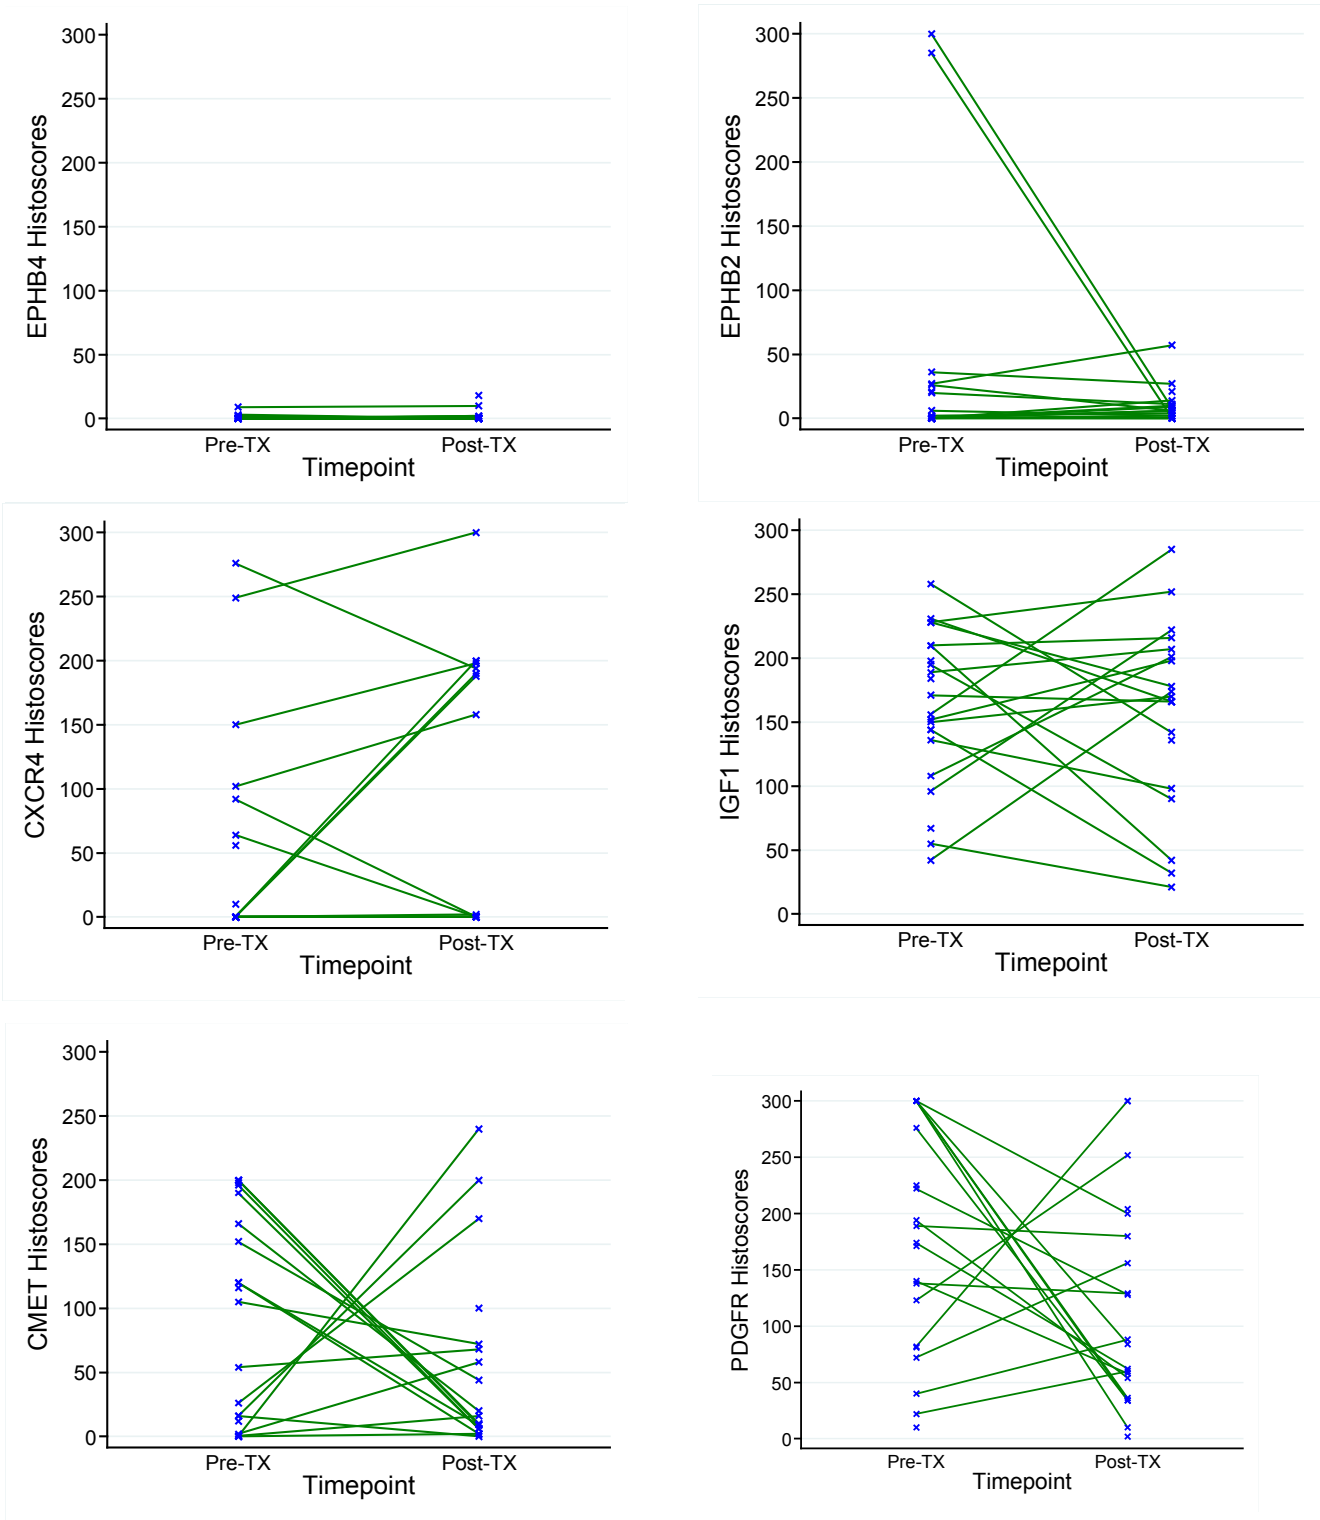 EPHB4 Histoscores
300
250
200
150
100
50
0
Pre-TX Post-TX
Timepoint
EPHB2 Histoscores
300
250
200
150
100
50
0
Pre-TX Post-TX
Timepoint
CXCR4 Histoscores
300
250
200
150
100
50
0
Pre-TX Post-TX
Timepoint
IGF1 Histoscores
300
250
200
150
100
50
0
Pre-TX Post-TX
Timepoint
CMET Histoscores
300
250
200
150
100
50
0
Pre-TX Post-TX
Timepoint
PDGFR Histoscores
300
250
200
150
100
50
0
Pre-TX Post-TX
Timepoint